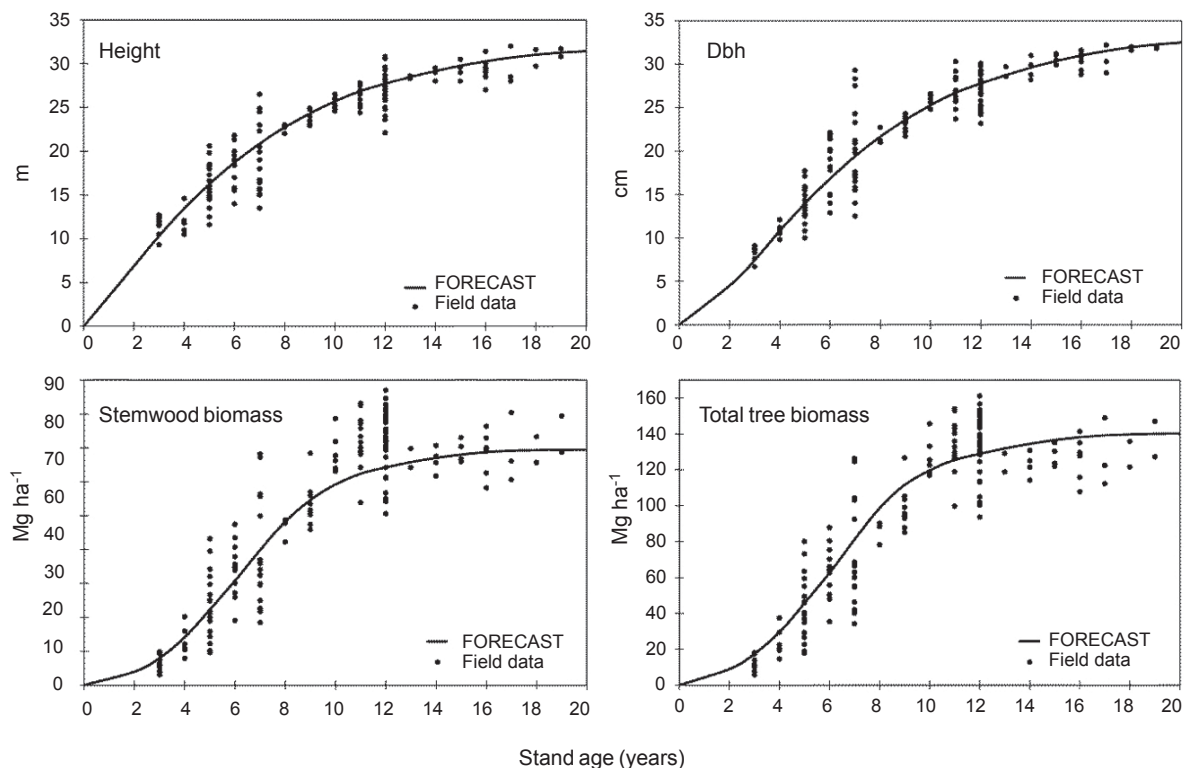 Height
m
35
30
25
20
15
10
5
0
FORECAST
Field data
0 2 4 6 8 10 12 14 16 18 20
Dbh
cm
35
30
25
20
15
10
5
0
FORECAST
Field data
0 2 4 6 8 10 12 14 16 18 20
Stemwood biomass
Mg ha-1
90
80
70
60
50
40
30
20
10
0
FORECAST
Field data
0 2 4 6 8 10 12 14 16 18 20
Total tree biomass
Mg ha-1
160
140
120
100
80
60
40
20
0
FORECAST
Field data
0 2 4 6 8 10 12 14 16 18 20
Stand age (years)